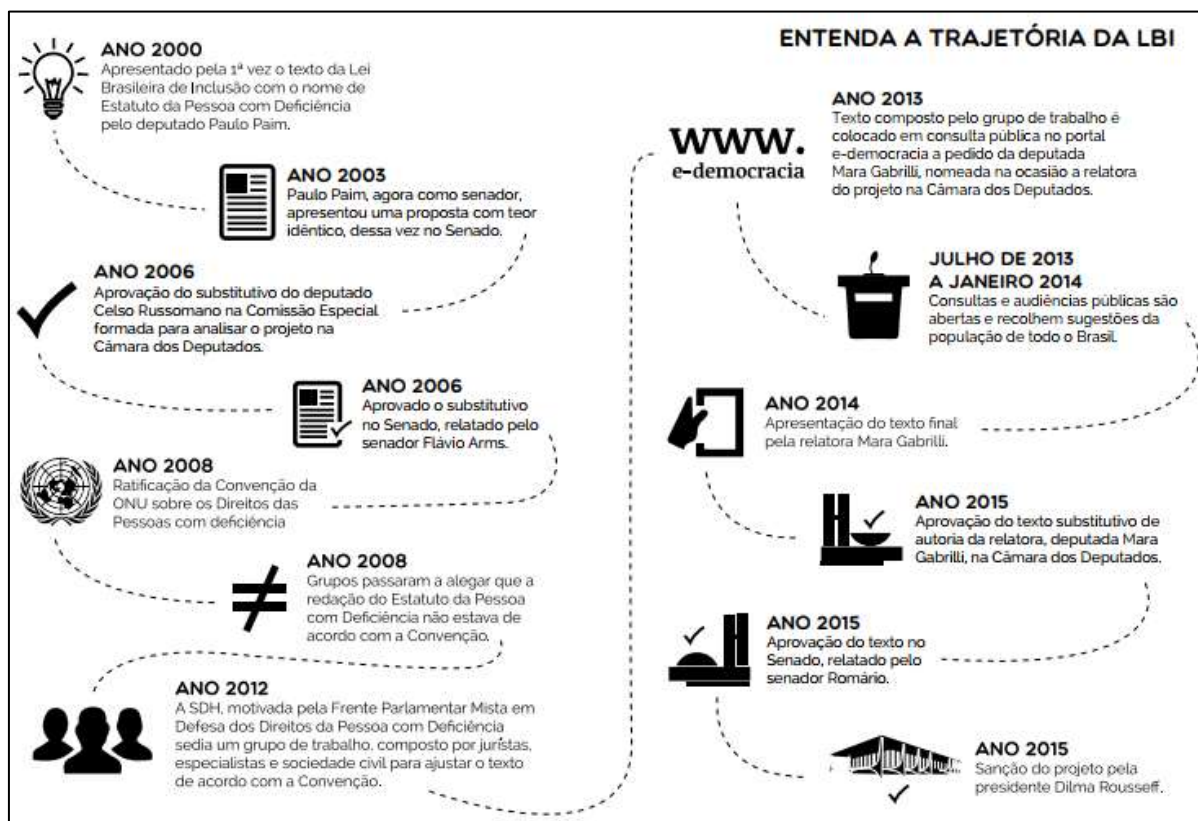 ENTENDA A TRAJETÓRIA DA LBI
ANO 2000
Apresentado pela 1ª vez o texto da Lei
Brasileira de Inclusão com o nome de
Estatuto da Pessoa com Deficiência
pelo deputado Paulo Paim.
ANO 2003
Paulo Paim, agora como senador,
apresentou uma proposta com teor
idêntico, dessa vez no Senado.
ANO 2006
Aprovação do substitutivo do deputado
Celso Russomano na Comissão Especial
formada para analisar o projeto na
Câmara dos Deputados.
ANO 2006
Aprovado o substitutivo
no Senado, relatado pelo
senador Flávio Arms.
ANO 2008
Ratificação da Convenção da
ONU sobre os Direitos das
Pessoas com deficiência
ANO 2008
Grupos passaram a alegar que a
redação do Estatuto da Pessoa
com Deficiência não estava de
acordo com a Convenção.
ANO 2012
A SDH, motivada pela Frente Parlamentar Mista em
Defesa dos Direitos da Pessoa com Deficiência
sedia um grupo de trabalho, composto por juristas,
especialistas e sociedade civil para ajustar o texto
de acordo com a Convenção.
www.
e-democracia
ANO 2013
Texto composto pelo grupo de trabalho é
colocado em consulta pública no portal
e-democracia a pedido da deputada
Mara Gabrilli, nomeada na ocasião a relatora
do projeto na Câmara dos Deputados.
JULHO DE 2013
A JANEIRO 2014
Consultas e audiências públicas são
abertas e recolhem sugestões da
população de todo o Brasil.
ANO 2014
Apresentação do texto final
pela relatora Mara Gabrilli.
ANO 2015
Aprovação do texto substitutivo de
autoria da relatora, deputada Mara
Gabrilli, na Câmara dos Deputados.
ANO 2015
Aprovação do texto no
Senado, relatado pelo
senador Romário.
ANO 2015
Sanção do projeto pela
presidente Dilma Rousseff.